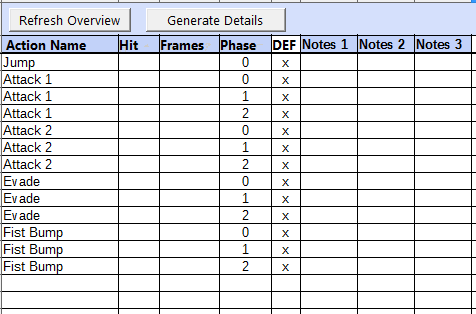 Refresh Overview Generate Details
Action Name Hit Frames Phase DEF Notes 1 Notes 2 Notes 3
Jump 0 x
Attack 1 0 x
Attack 1 1 x
Attack 1 2 x
Attack 2 0 x
Attack 2 1 x
Attack 2 2 x
Evade 0 x
Evade 1 x
Evade 2 x
Fist Bump 0 x
Fist Bump 1 x
Fist Bump 2 x